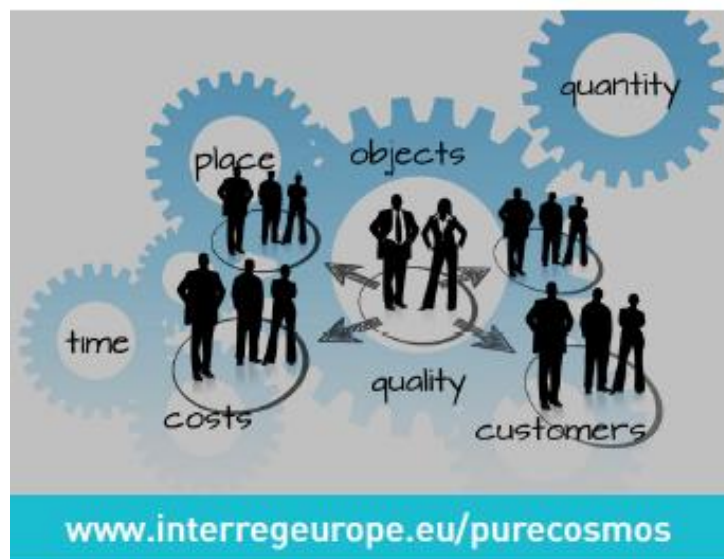 quantity
place
objects
time
quality
costs
customers
www.interregeurope.eu/purecosmos